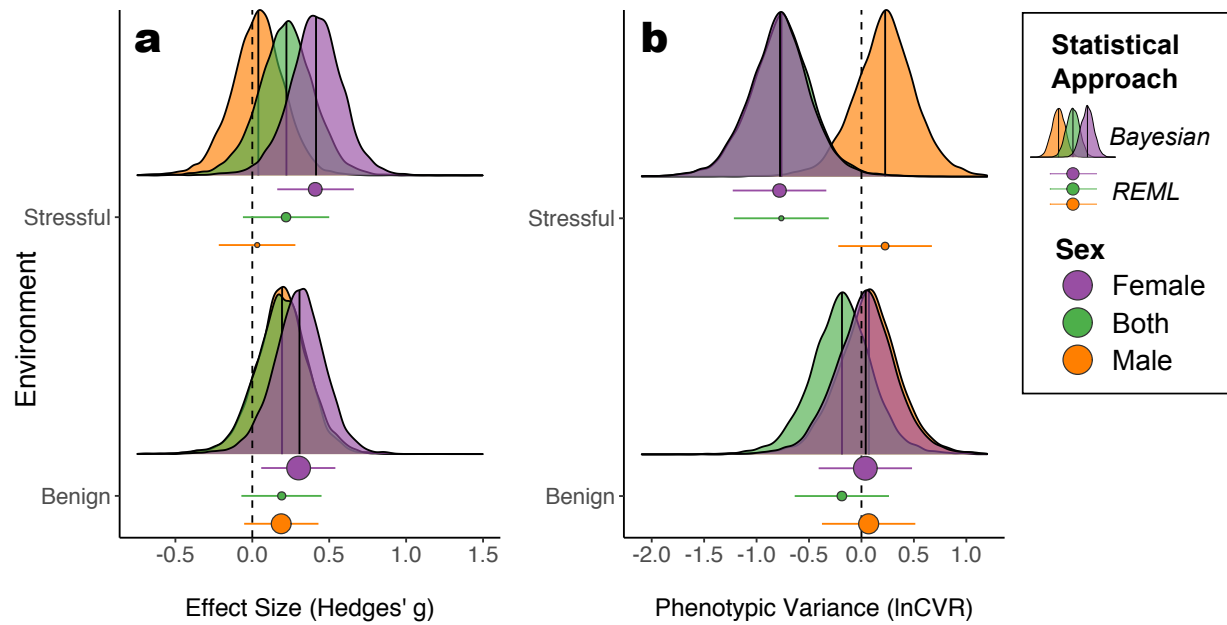 a
b
Environment
Stressful
Benign
-0.5 0.0 0.5 1.0 1.5
Effect Size (Hedges' g)
Stressful
Benign
-2.0 -1.5 -1.0 -0.5 0.0 0.5 1.0
Phenotypic Variance (lnCVR)
Statistical
Approach
Bayesian
REML
Sex
Female
Both
Male